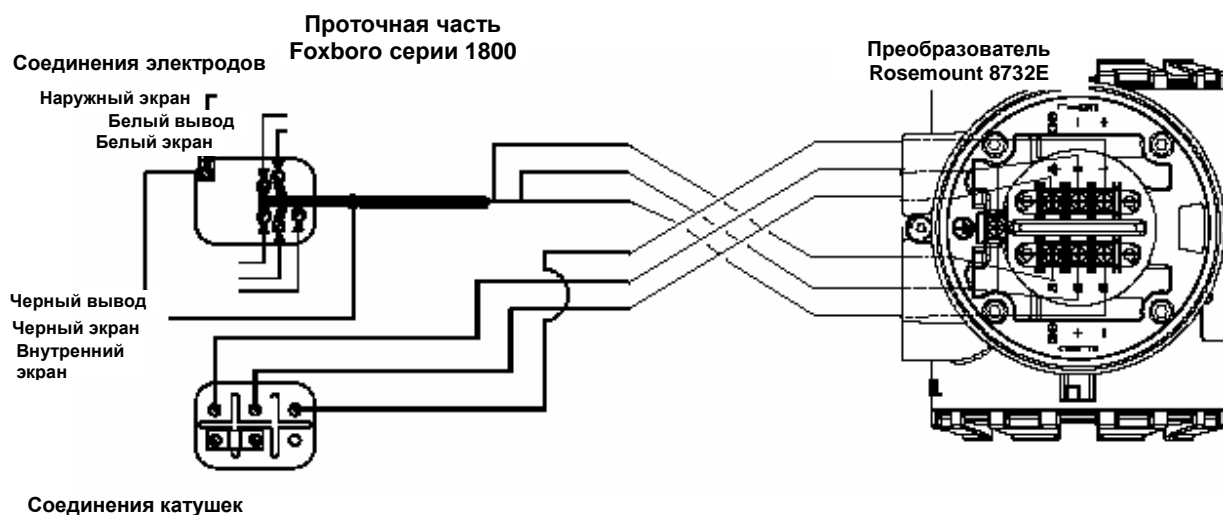 Проточная часть
Foxboro серии 1800
Соединения электродов
Преобразователь
Rosemount 8732E
Наружный экран
Белый вывод
Белый экран
Черный вывод
Черный экран
Внутренний
экран
Соединения катушек